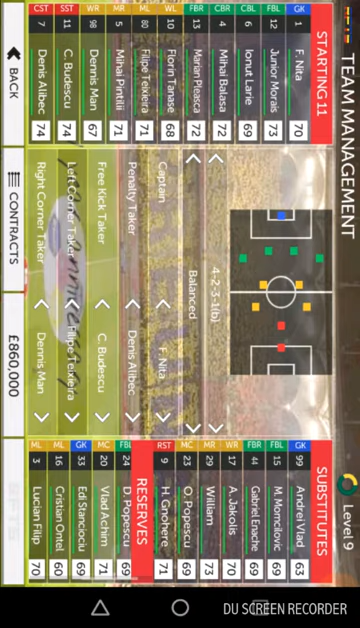 TEAM MANAGEMENT
Level 9
STARTING 11
GK 1 F. Nita 70
FBL 12 Junior Morais 73
CBL 6 Ionut Larie 69
CBR 4 Mihai Balasa 72
FBR 13 Marian Pleasca 72
WL 10 Florin Tanase 68
ML 80 Filipe Teixeira 71
MR 5 Mihai Pintilii 71
WR 98 Dennis Man 67
SST 11 C. Budescu 74
CST 7 Denis Alibec 74
4-2-3-1(b)
Balanced
Captain F. Nita
Penalty Taker Denis Alibec
Free Kick Taker C. Budescu
Left Corner Taker Filipe Teixeira
Right Corner Taker Dennis Man
SUBSTITUTES
GK 99 Andrei Vlad 63
FBL 15 M. Momcilovic 69
FBR 44 Gabriel Enache 69
WR 17 A. Jakolis 70
MR 29 William 73
MC 23 O. Popescu 69
RST 9 H. Gnohere 71
RESERVES
FBL 24 D. Popescu 69
MC 20 Vlad Achim 71
GK 33 Edi Stanciociu 69
ML 16 Cristian Ontel 60
ML 3 Lucian Filip 70
BACK
CONTRACTS
£860,000
DU SCREEN RECORDER